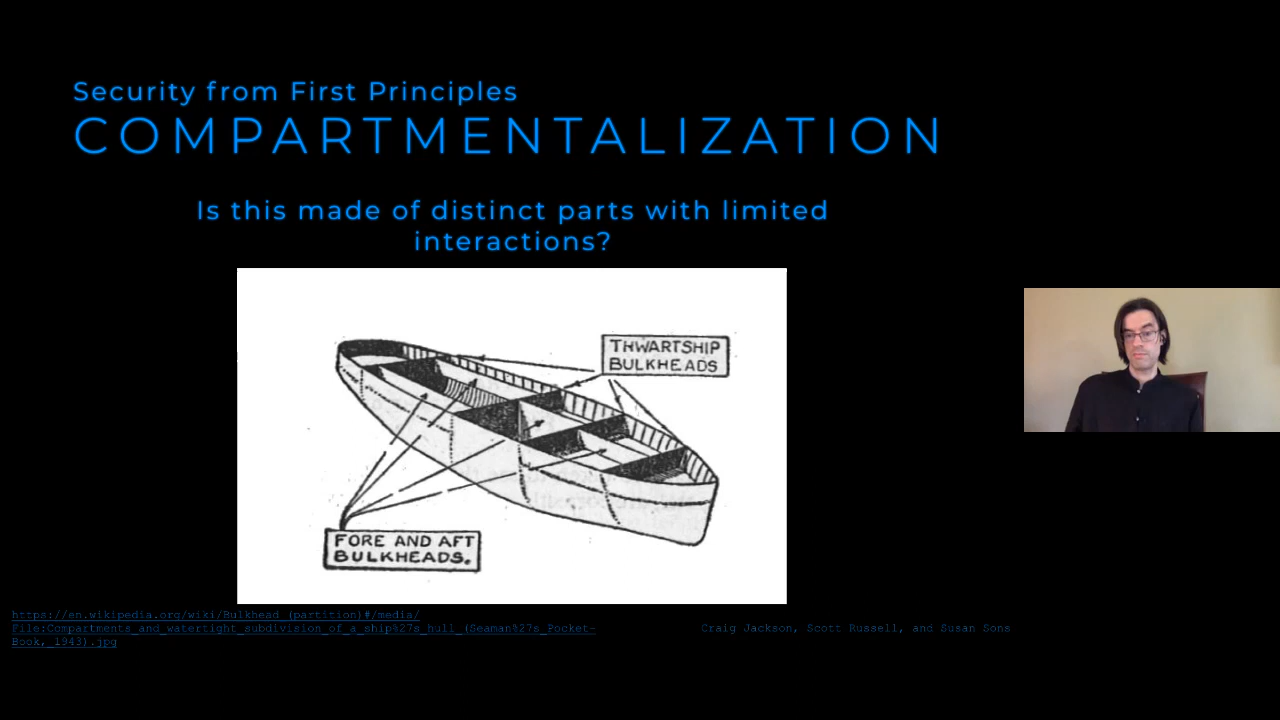 Security from First Principles
COMPARTMENTALIZATION
Is this made of distinct parts with limited
interactions?
THWARTSHIP
BULKHEADS
FORE AND AFT
BULKHEADS.
https://en.wikipedia.org/wiki/Bulkhead_(partition)#/media/
File:Compartments_and_watertight_subdivision_of_a_ship%27s_hull_(Seaman%27s_Pocket-
Book,_1943).jpg
Craig Jackson, Scott Russell, and Susan Sons